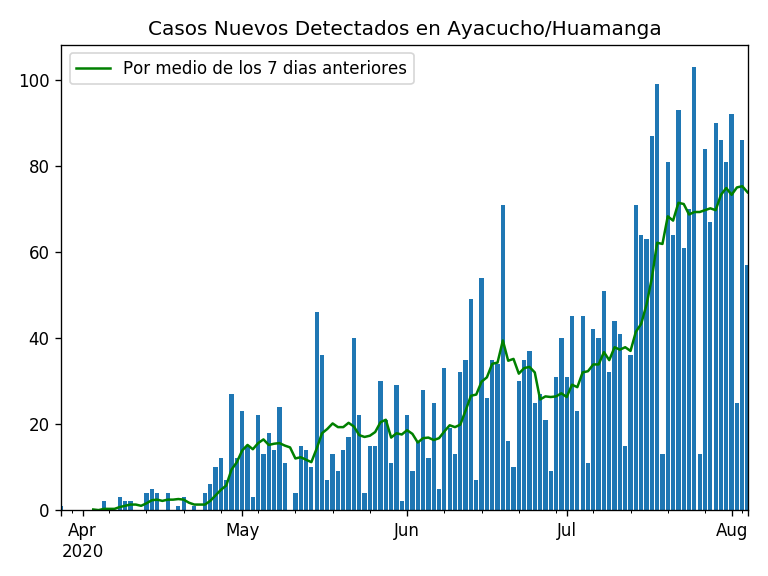 Casos Nuevos Detectados en Ayacucho/Huamanga
Por medio de los 7 dias anteriores
100
80
60
40
20
0
Apr May Jun Jul Aug
2020